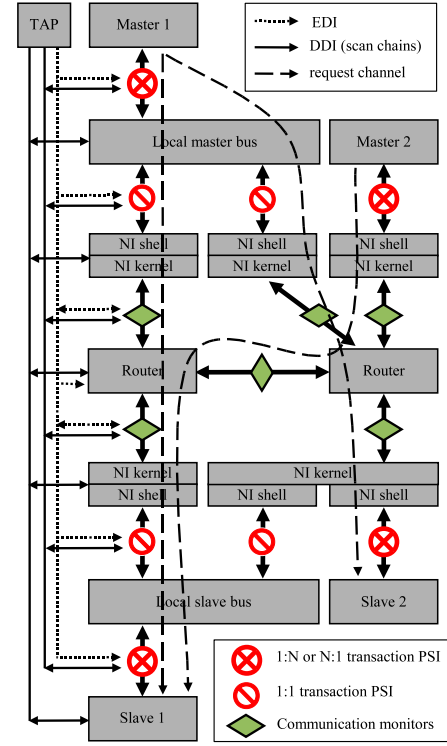 TAP
Master 1
EDI
DDI (scan chains)
request channel
Local master bus
Master 2
NI shell
NI kernel
NI shell
NI kernel
NI shell
NI kernel
Router
Router
NI kernel
NI shell
NI kernel
NI shell
NI shell
Local slave bus
Slave 2
1:N or N:1 transaction PSI
1:1 transaction PSI
Communication monitors
Slave 1